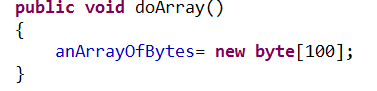 public void doArray()
{
anArrayOfBytes= new byte[100];
}